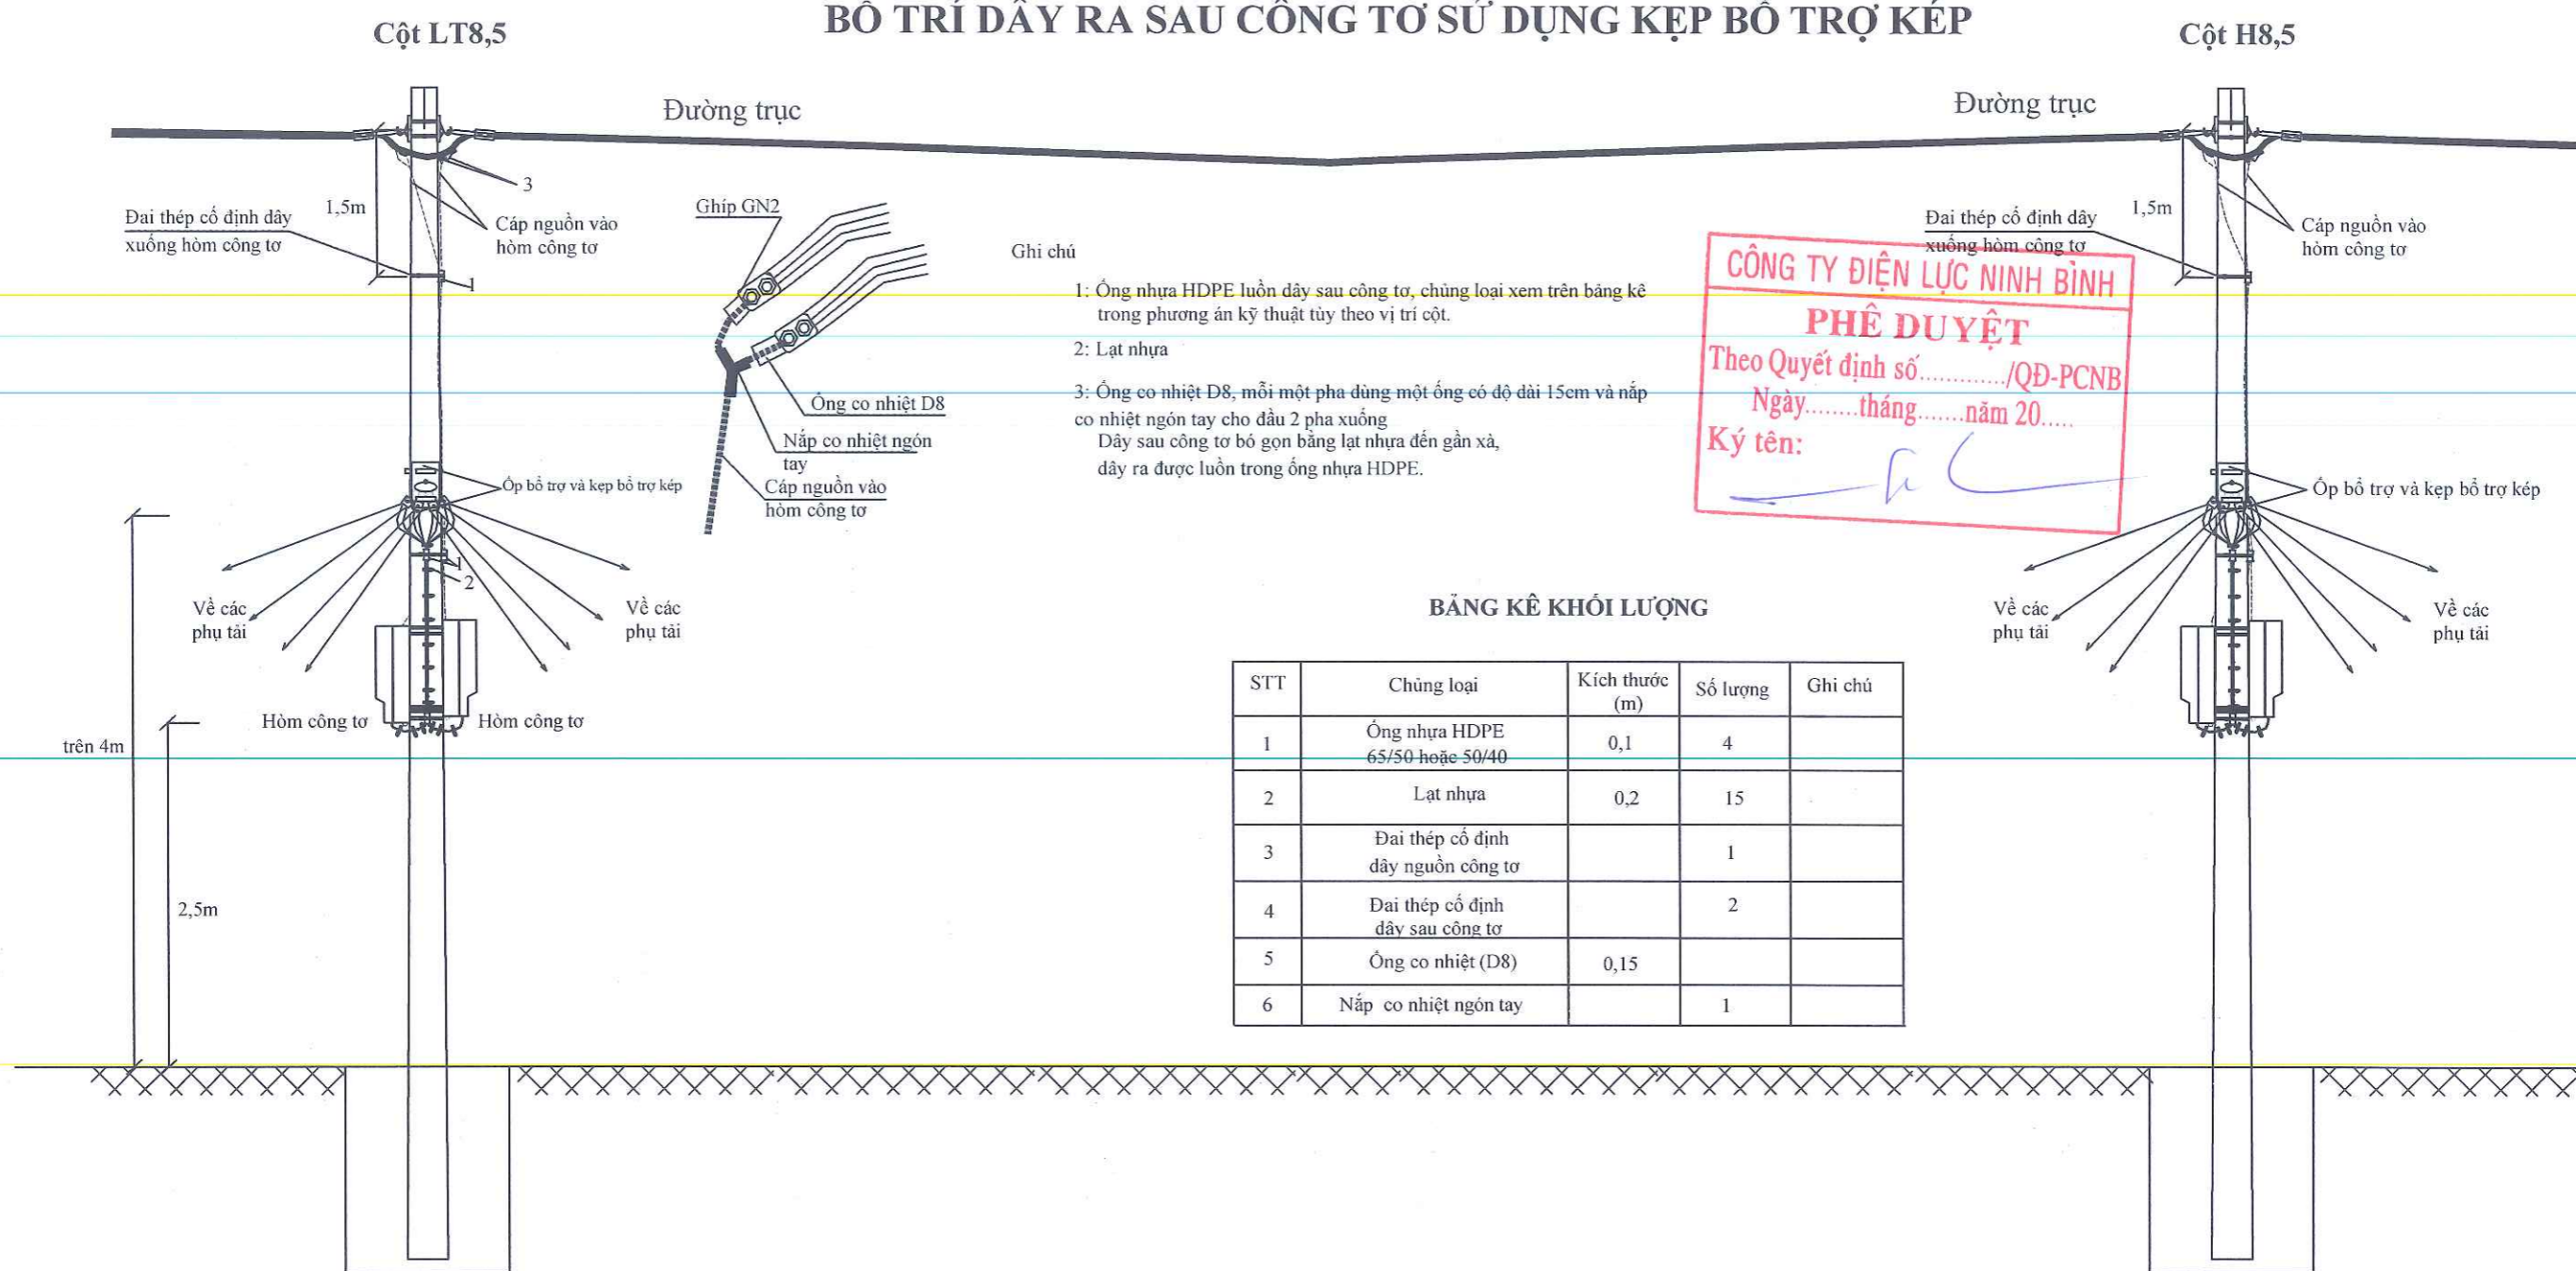 BỐ TRÍ DÂY RA SAU CÔNG TƠ SỬ DỤNG KẸP BỔ TRỢ KÉP
Cột LT8,5
Cột H8,5
Đường trục
Đường trục
3
1,5m
Đai thép cố định dây
xuống hòm công tơ
Cáp nguồn vào
hòm công tơ
1
Ghíp GN2
Ống co nhiệt D8
Nắp co nhiệt ngón
tay
Cáp nguồn vào
hòm công tơ
Ghi chú
1: Ống nhựa HDPE luồn dây sau công tơ, chủng loại xem trên bảng kê
trong phương án kỹ thuật tùy theo vị trí cột.
2: Lạt nhựa
3: Ống co nhiệt D8, mỗi một pha dùng một ống có độ dài 15cm và nắp
co nhiệt ngón tay cho đầu 2 pha xuống
Dây sau công tơ bó gọn bằng lạt nhựa đến gần xà,
dây ra được luồn trong ống nhựa HDPE.
Đai thép cố định dây
xuống hòm công tơ
1,5m
Cáp nguồn vào
hòm công tơ
CÔNG TY ĐIỆN LỰC NINH BÌNH
PHÊ DUYỆT
Theo Quyết định số............/QĐ-PCNB
Ngày........tháng.......năm 20.....
Ký tên:
Ốp bổ trợ và kẹp bổ trợ kép
1
2
Về các
phụ tải
Về các
phụ tải
Hòm công tơ
Hòm công tơ
trên 4m
2,5m
Ốp bổ trợ và kẹp bổ trợ kép
Về các
phụ tải
Về các
phụ tải
BẢNG KÊ KHỐI LƯỢNG
STT Chủng loại Kích thước (m) Số lượng Ghi chú
1 Ống nhựa HDPE 65/50 hoặc 50/40 0,1 4
2 Lạt nhựa 0,2 15
3 Đai thép cố định dây nguồn công tơ 1
4 Đai thép cố định dây sau công tơ 2
5 Ống co nhiệt (D8) 0,15
6 Nắp co nhiệt ngón tay 1